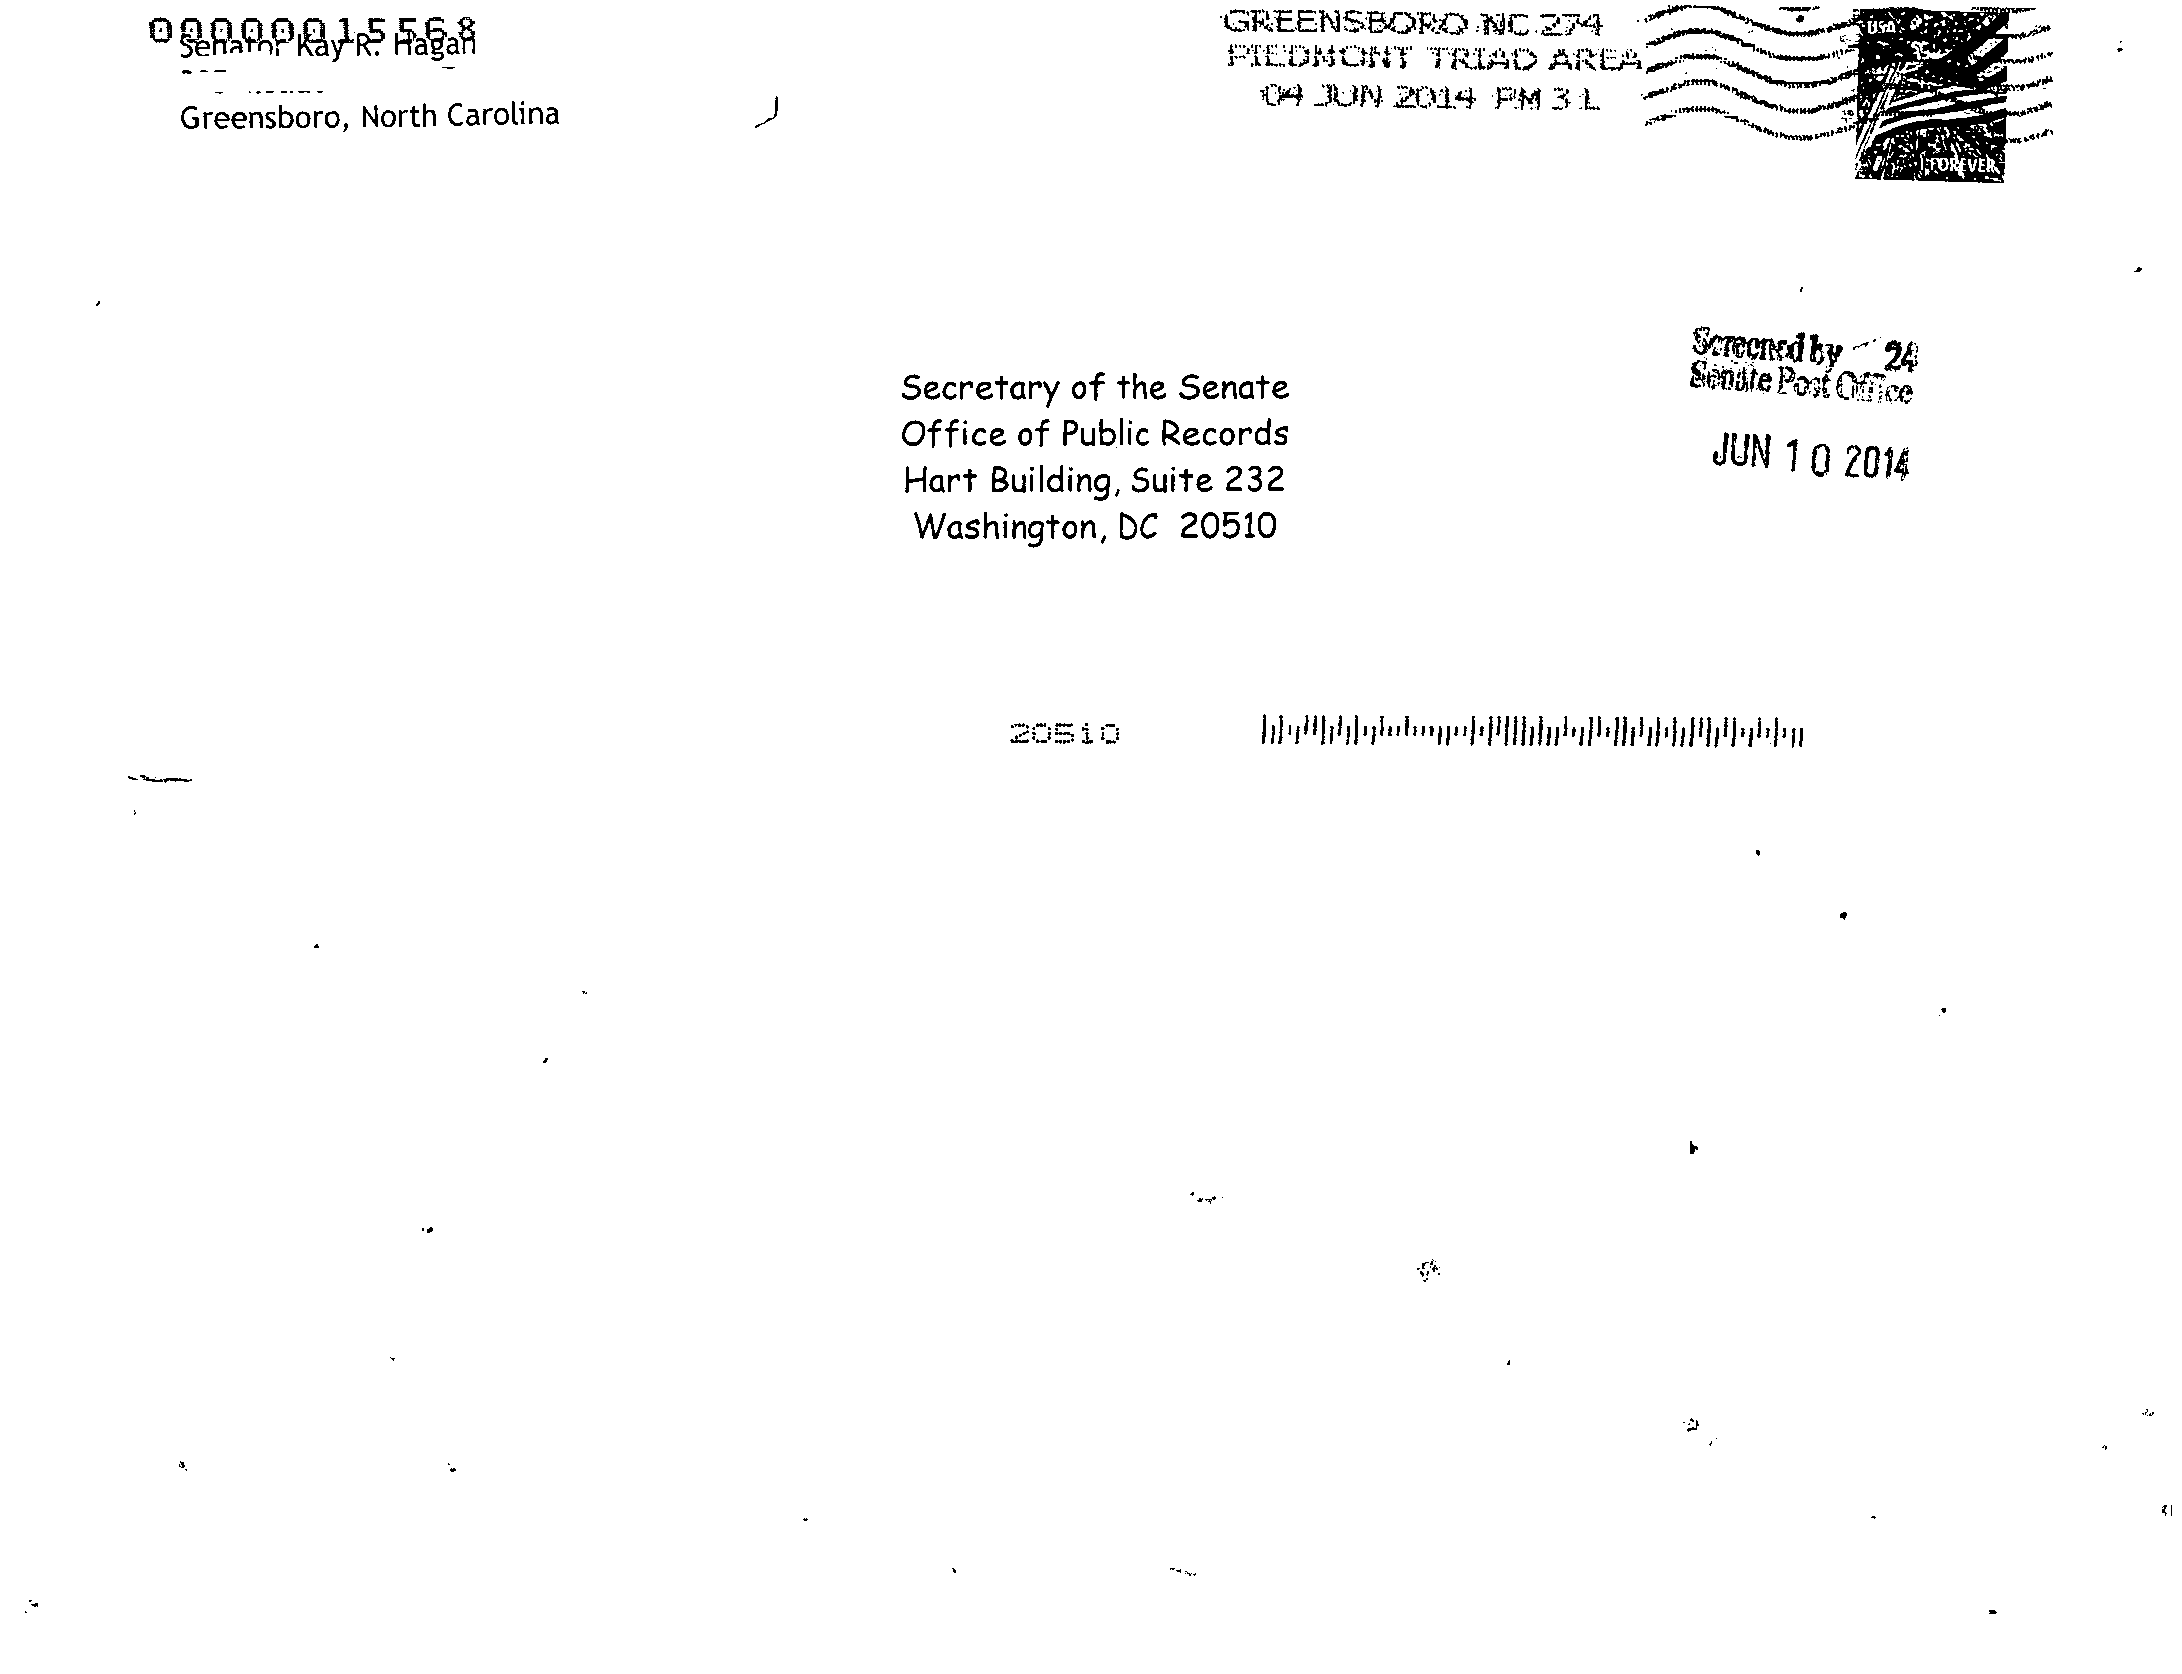 000000015568
Senator Kay R. Hagan
Greensboro, North Carolina
GREENSBORO NC 274
PIEDMONT TRIAD AREA
04 JUN 2014 PM 3 L
USA
FOREVER
Screened by 24
Senate Post Office
JUN 10 2014
Secretary of the Senate
Office of Public Records
Hart Building, Suite 232
Washington, DC 20510
20510